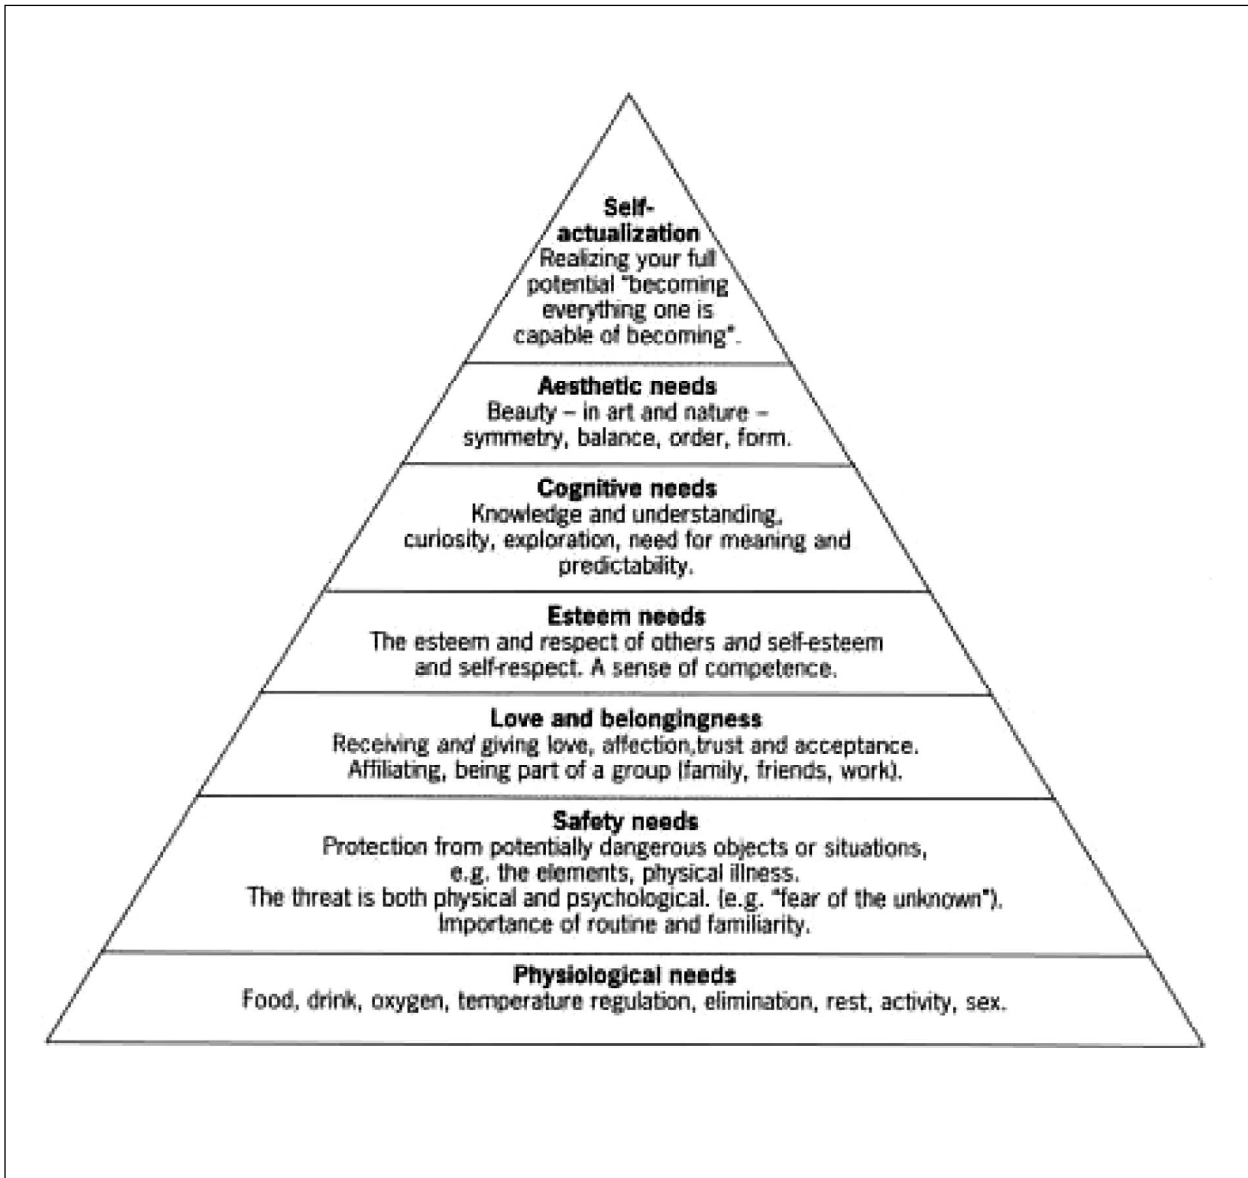 Self-
actualization
Realizing your full
potential "becoming
everything one is
capable of becoming".
Aesthetic needs
Beauty – in art and nature –
symmetry, balance, order, form.
Cognitive needs
Knowledge and understanding,
curiosity, exploration, need for meaning and
predictability.
Esteem needs
The esteem and respect of others and self-esteem
and self-respect. A sense of competence.
Love and belongingness
Receiving and giving love, affection,trust and acceptance.
Affiliating, being part of a group (family, friends, work).
Safety needs
Protection from potentially dangerous objects or situations,
e.g. the elements, physical illness.
The threat is both physical and psychological. (e.g. "fear of the unknown").
Importance of routine and familiarity.
Physiological needs
Food, drink, oxygen, temperature regulation, elimination, rest, activity, sex.